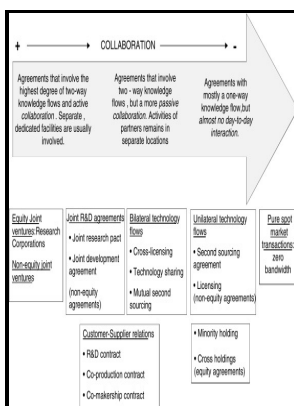 + COLLABORATION -
Agreements that involve the
highest degree of two-way
knowledge flows and active
collaboration . Separate ,
dedicated facilities are usually
involved.
Agreements that involve
two - way knowledge
flows , but a more passive
collaboration. Activities of
partners remains in
separate locations
Agreements with
mostly a one-way
knowledge flow,but
almost no day-to-day
interaction.
Equity Joint
ventures:Research
Corporations
Non-equity joint
ventures
Joint R&D agreements
• Joint research pact
• Joint development
agreement
(non-equity
agreements)
Bilateral technology
flows
• Cross-licensing
• Technology sharing
• Mutual second
sourcing
Unilateral technology
flows
• Second sourcing
agreement
• Licensing
(non-equity agreements)
Pure spot
market
transactions:
zero
bandwidth
Customer-Supplier relations
• R&D contract
• Co-production contract
• Co-makership contract
• Minority holding
• Cross holdings
(equity agreements)